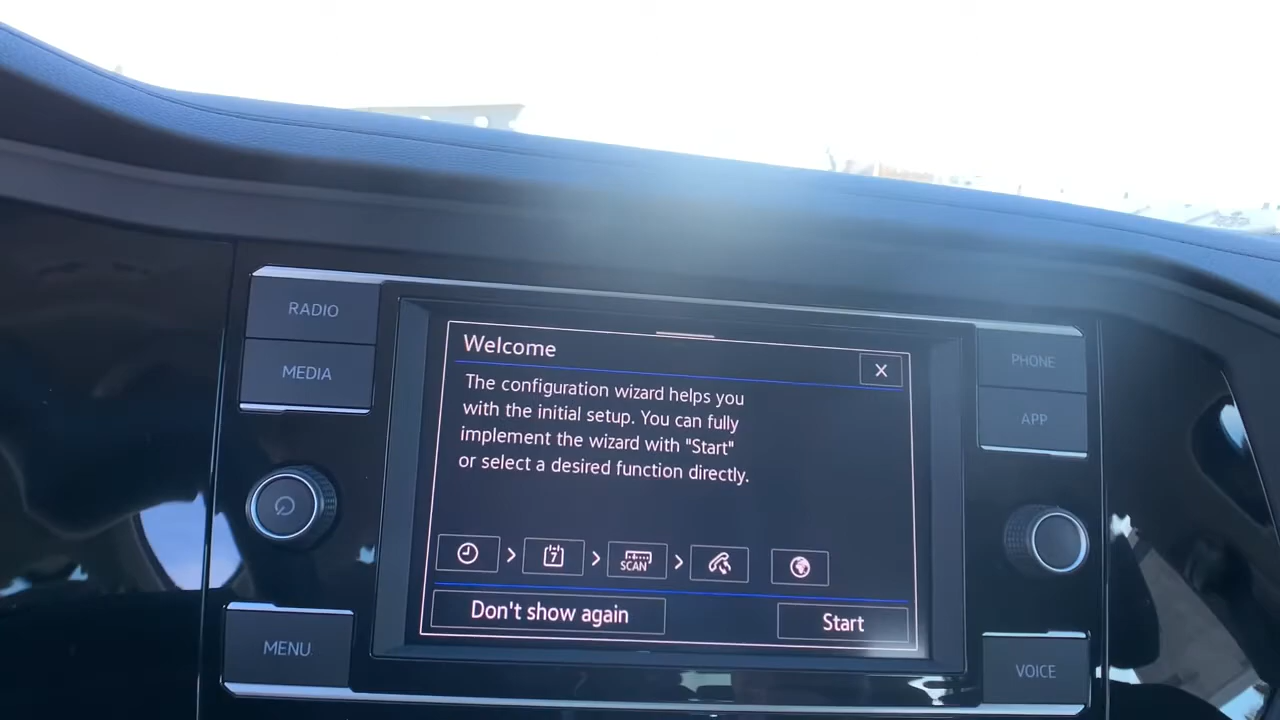 RADIO
MEDIA
MENU
Welcome
X
The configuration wizard helps you
with the initial setup. You can fully
implement the wizard with "Start"
or select a desired function directly.
7
SCAN
Don't show again
Start
PHONE
APP
VOICE